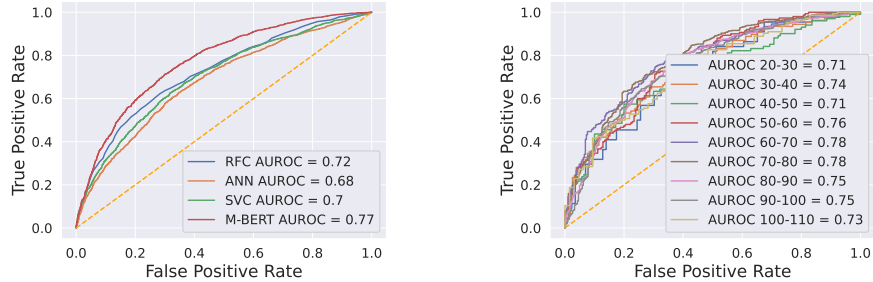 1.0
0.8
0.6
0.4
0.2
0.0
True Positive Rate
RFC AUROC = 0.72
ANN AUROC = 0.68
SVC AUROC = 0.7
M-BERT AUROC = 0.77
0.0 0.2 0.4 0.6 0.8 1.0
False Positive Rate
1.0
0.8
0.6
0.4
0.2
0.0
True Positive Rate
AUROC 20-30 = 0.71
AUROC 30-40 = 0.74
AUROC 40-50 = 0.71
AUROC 50-60 = 0.76
AUROC 60-70 = 0.78
AUROC 70-80 = 0.78
AUROC 80-90 = 0.75
AUROC 90-100 = 0.75
AUROC 100-110 = 0.73
0.0 0.2 0.4 0.6 0.8 1.0
False Positive Rate